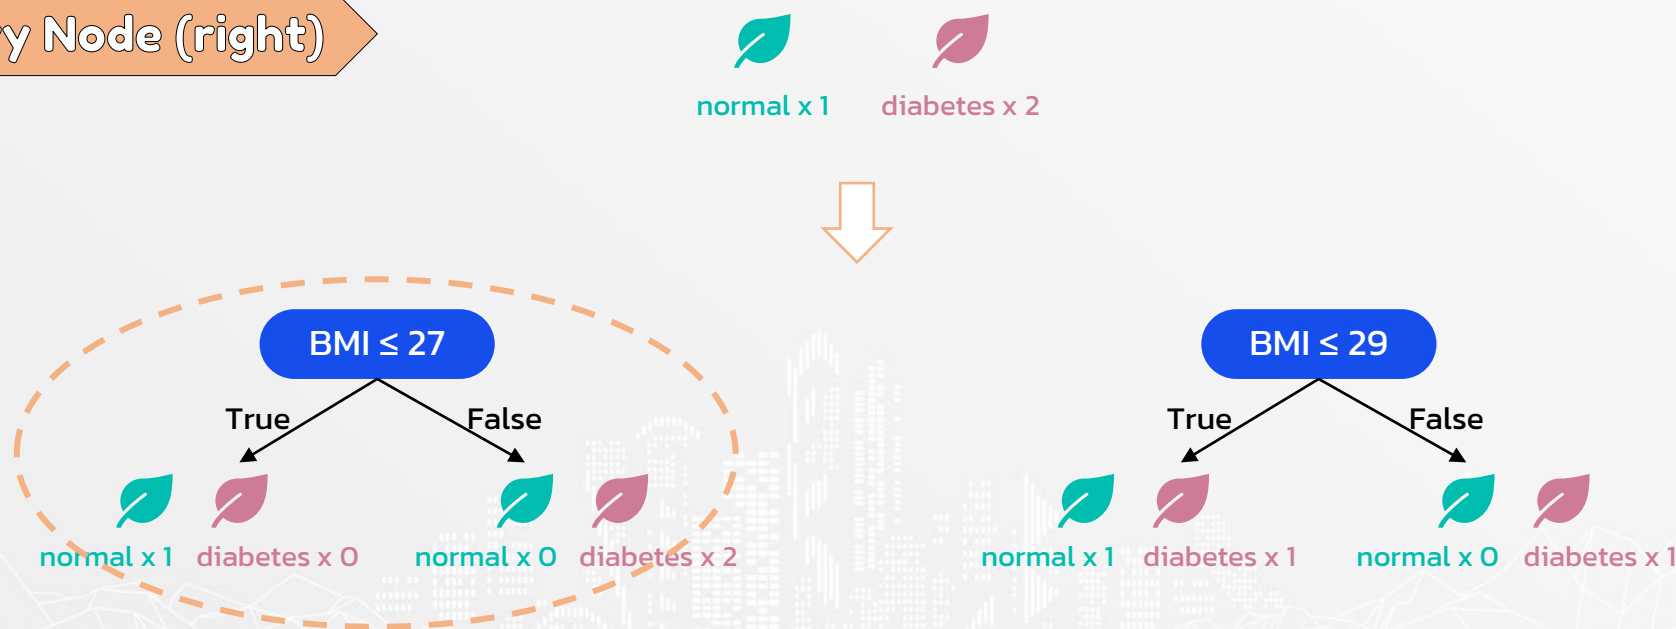 y Node (right)
normal x 1 diabetes x 2
BMI ≤ 27
BMI ≤ 29
True False
True False
normal x 1 diabetes x 0 normal x 0 diabetes x 2
normal x 1 diabetes x 1 normal x 0 diabetes x 1